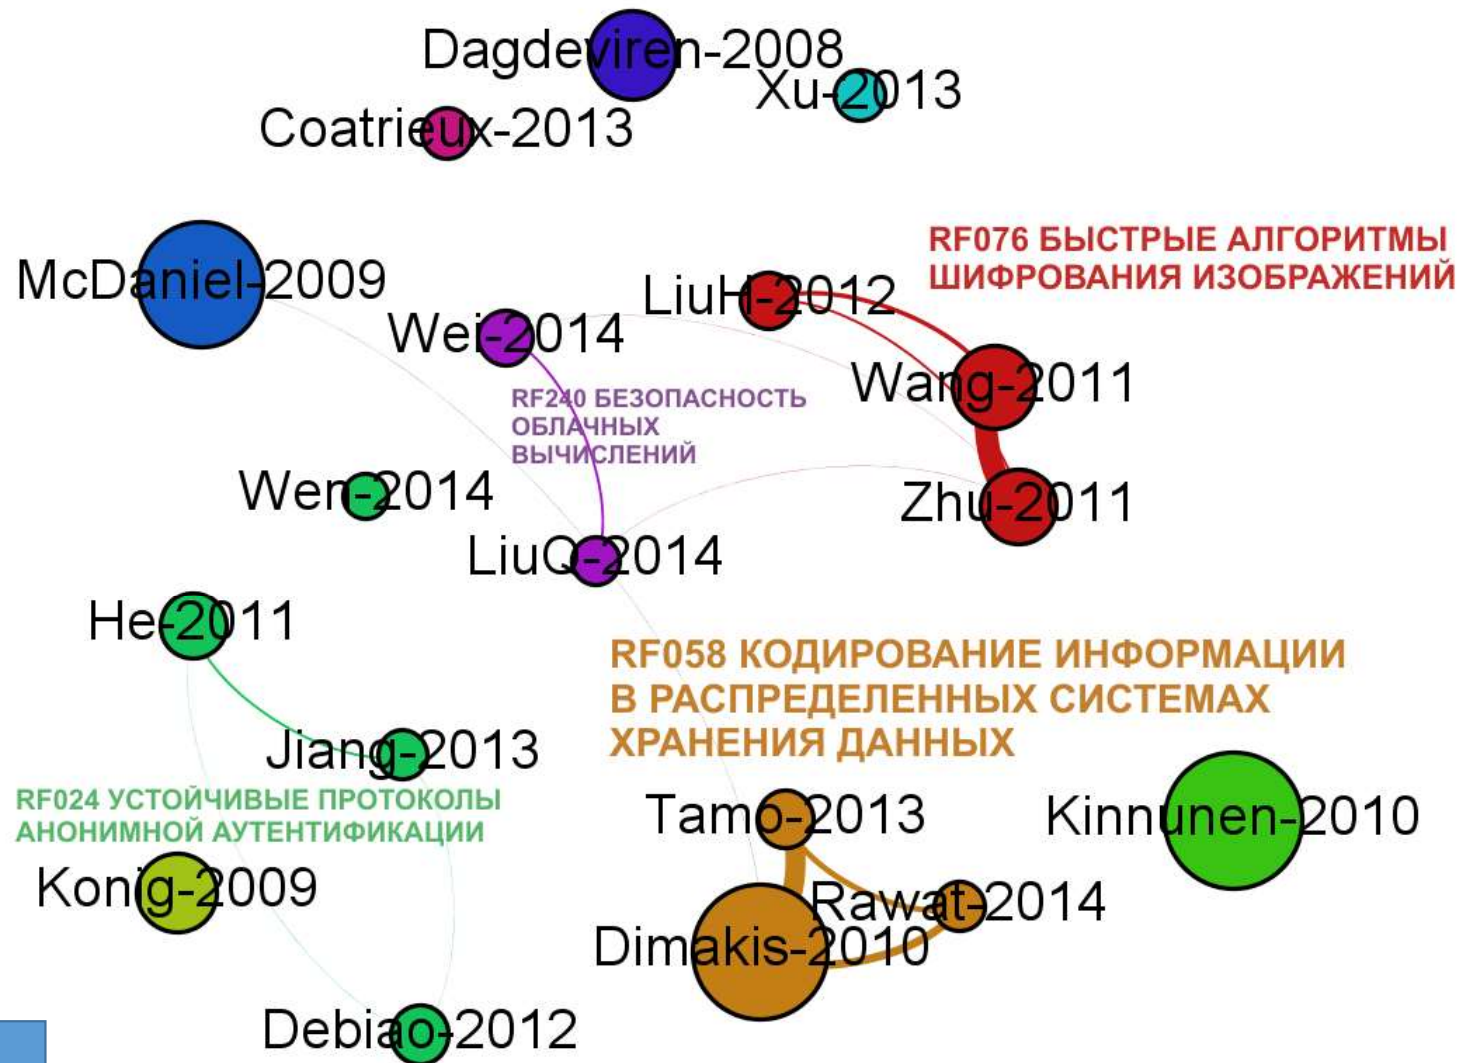 Dagdeviren-2008
Xu-2013
Coatrieux-2013
McDaniel-2009
RF076 БЫСТРЫЕ АЛГОРИТМЫ
ШИФРОВАНИЯ ИЗОБРАЖЕНИЙ
LiuH-2012
Wei-2014
Wang-2011
RF240 БЕЗОПАСНОСТЬ
ОБЛАЧНЫХ
ВЫЧИСЛЕНИЙ
Wen-2014
Zhu-2011
LiuQ-2014
He-2011
RF058 КОДИРОВАНИЕ ИНФОРМАЦИИ
В РАСПРЕДЕЛЕННЫХ СИСТЕМАХ
ХРАНЕНИЯ ДАННЫХ
Jiang-2013
RF024 УСТОЙЧИВЫЕ ПРОТОКОЛЫ
АНОНИМНОЙ АУТЕНТИФИКАЦИИ
Tamo-2013
Kinnunen-2010
Konig-2009
Rawat-2014
Dimakis-2010
Debiao-2012